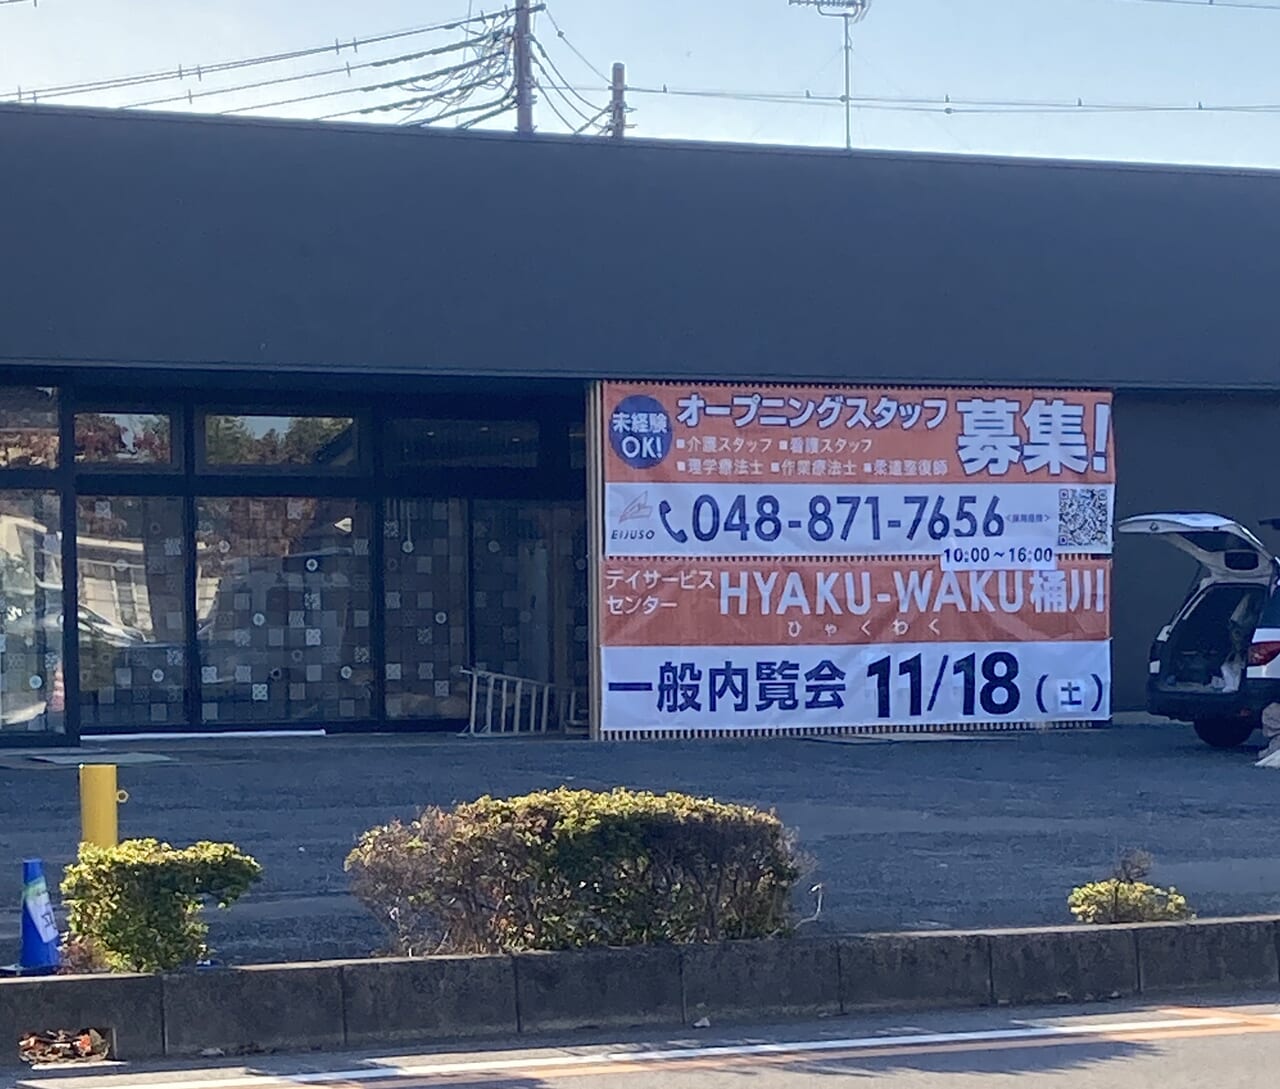 未経験
OK!
オープニングスタッフ
募集!
■介護スタッフ ■看護スタッフ
■理学療法士 ■作業療法士 ■柔道整復師
EIJUSO
048-871-7656
10:00～16:00
デイサービス
センター
HYAKU-WAKU桶川
ひゃくわく
一般内覧会 11/18(土)